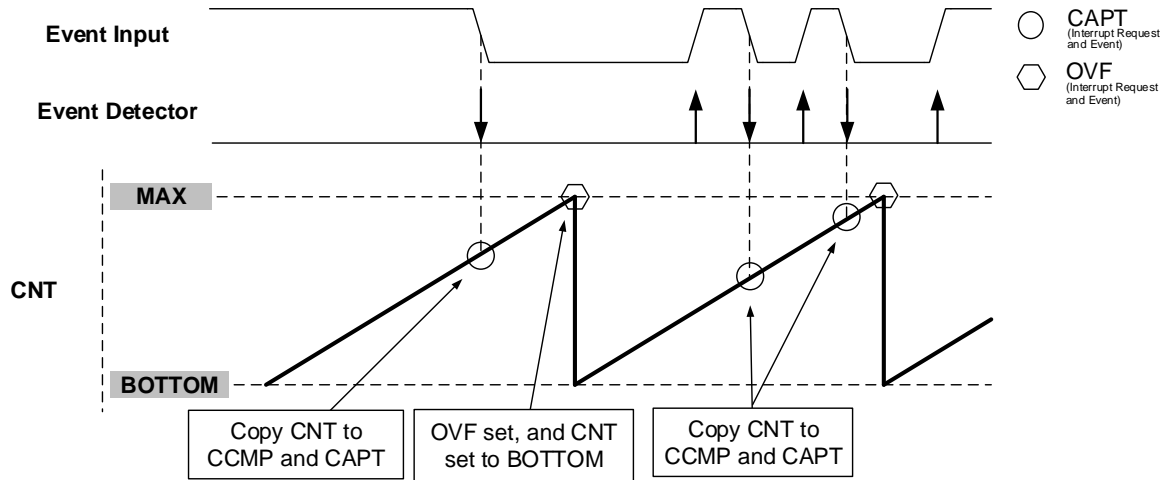 Event Input
CAPT
(Interrupt Request
and Event)
OVF
(Interrupt Request
and Event)
Event Detector
MAX
CNT
BOTTOM
Copy CNT to
CCMP and CAPT
OVF set, and CNT
set to BOTTOM
Copy CNT to
CCMP and CAPT